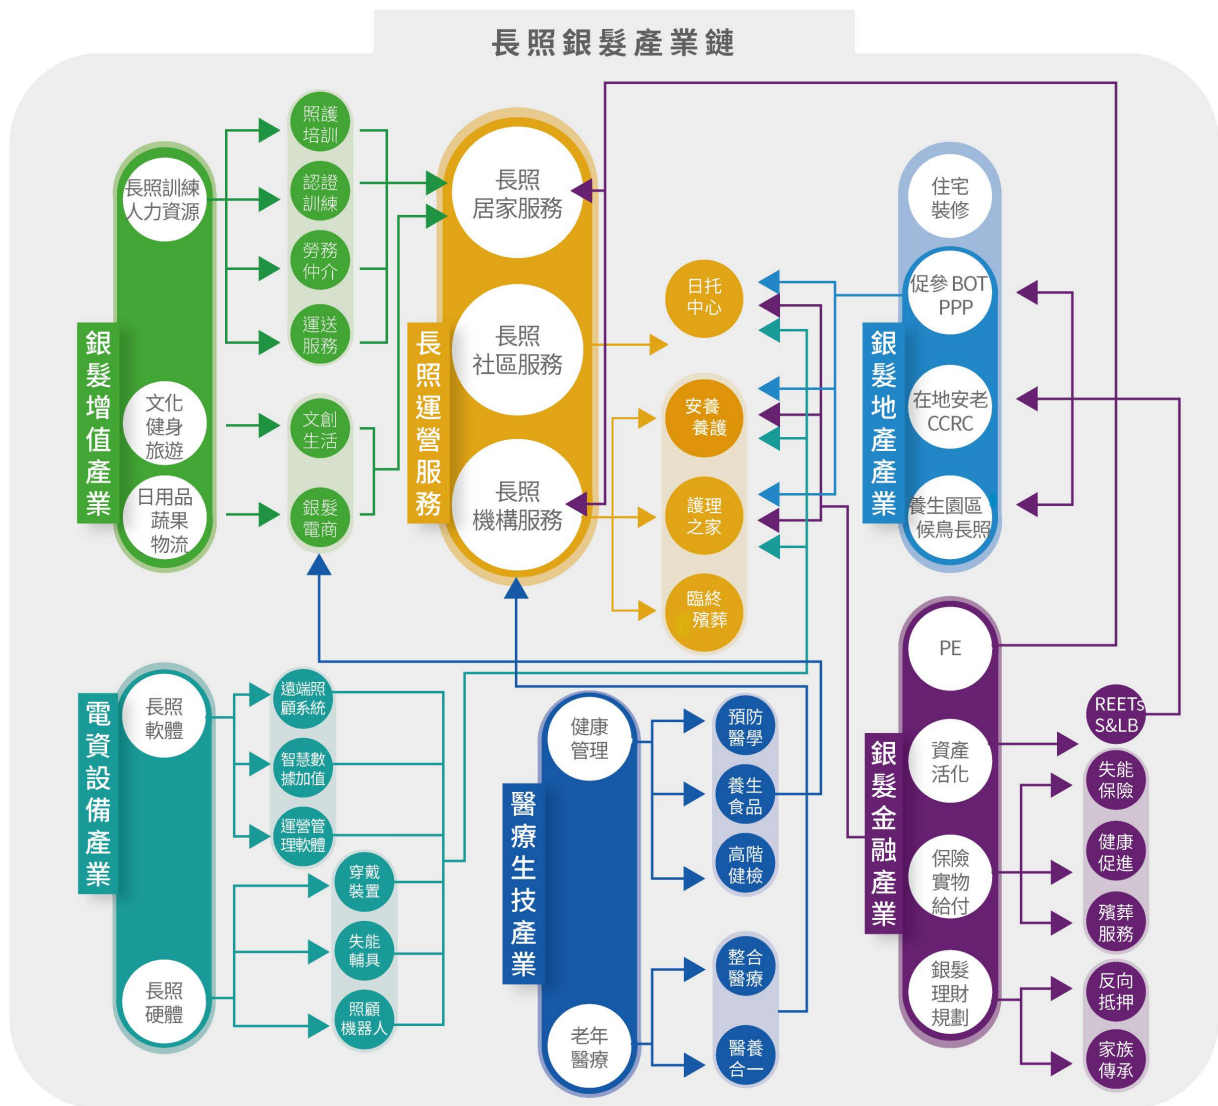 長照銀髮產業鏈
銀髮增值產業
長照訓練
人力資源
文化
健身
旅遊
日用品
蔬果
物流
照護
培訓
認證
訓練
勞務
仲介
運送
服務
文創
生活
銀髮
電商
長照運營服務
長照
居家服務
長照
社區服務
長照
機構服務
日托
中心
安養
養護
護理
之家
臨終
殯葬
銀髮地產產業
住宅
裝修
促參 BOT
PPP
在地安老
CCRC
養生園區
候鳥長照
電資設備產業
長照
軟體
長照
硬體
遠端照
顧系統
智慧數
據加值
運營管
理軟體
穿戴
裝置
失能
輔具
照顧
機器人
醫療生技產業
健康
管理
老年
醫療
預防
醫學
養生
食品
高階
健檢
整合
醫療
醫養
合一
銀髮金融產業
PE
資產
活化
保險
實物
給付
銀髮
理財
規劃
REETs
S&LB
失能
保險
健康
促進
殯葬
服務
反向
抵押
家族
傳承